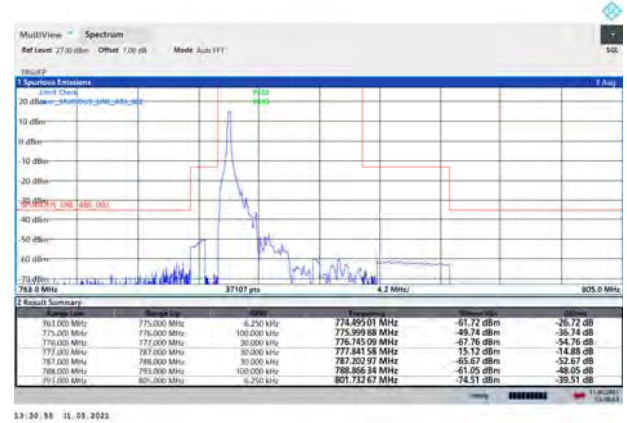 MultiView Spectrum
Ref Level 27.00 dBm Offset 7.00 dB Mode Auto FFT
SGL
1 Spurious Emissions
1 Avg
Limit Check
PASS
20 dBm
PASS
10 dBm
0 dBm
-10 dBm
-20 dBm
-30 dBm
SPURIOUS_LINE_ABS_002
-40 dBm
-50 dBm
-60 dBm
-70 dBm
763.0 MHz 37107 pts 4.2 MHz/ 805.0 MHz
2 Result Summary
Range Low Range Up RBW Frequency
763.000 MHz 775.000 MHz 6.250 kHz 774.495 01 MHz -61.72 dBm -26.72 dB
775.000 MHz 776.000 MHz 100.000 kHz 775.999 88 MHz -49.74 dBm -36.74 dB
776.000 MHz 777.000 MHz 30.000 kHz 776.745 09 MHz -67.76 dBm -54.76 dB
777.000 MHz 787.000 MHz 30.000 kHz 777.841 58 MHz 15.12 dBm -14.88 dB
787.000 MHz 788.000 MHz 30.000 kHz 787.202 97 MHz -65.67 dBm -52.67 dB
788.000 MHz 793.000 MHz 100.000 kHz 788.866 34 MHz -61.05 dBm -48.05 dB
793.000 MHz 805.000 MHz 6.250 kHz 801.732 67 MHz -74.51 dBm -39.51 dB